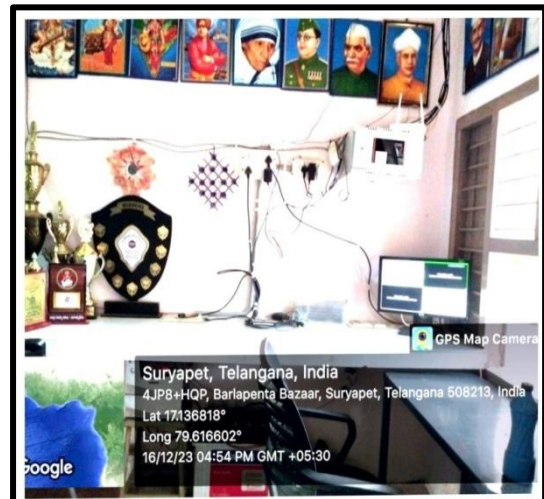 GPS Map Camera
Suryapet, Telangana, India
4JP8+HQP, Barlapenta Bazaar, Suryapet, Telangana 508213, India
Lat 17.136818°
Long 79.616602°
16/12/23 04:54 PM GMT +05:30
Google